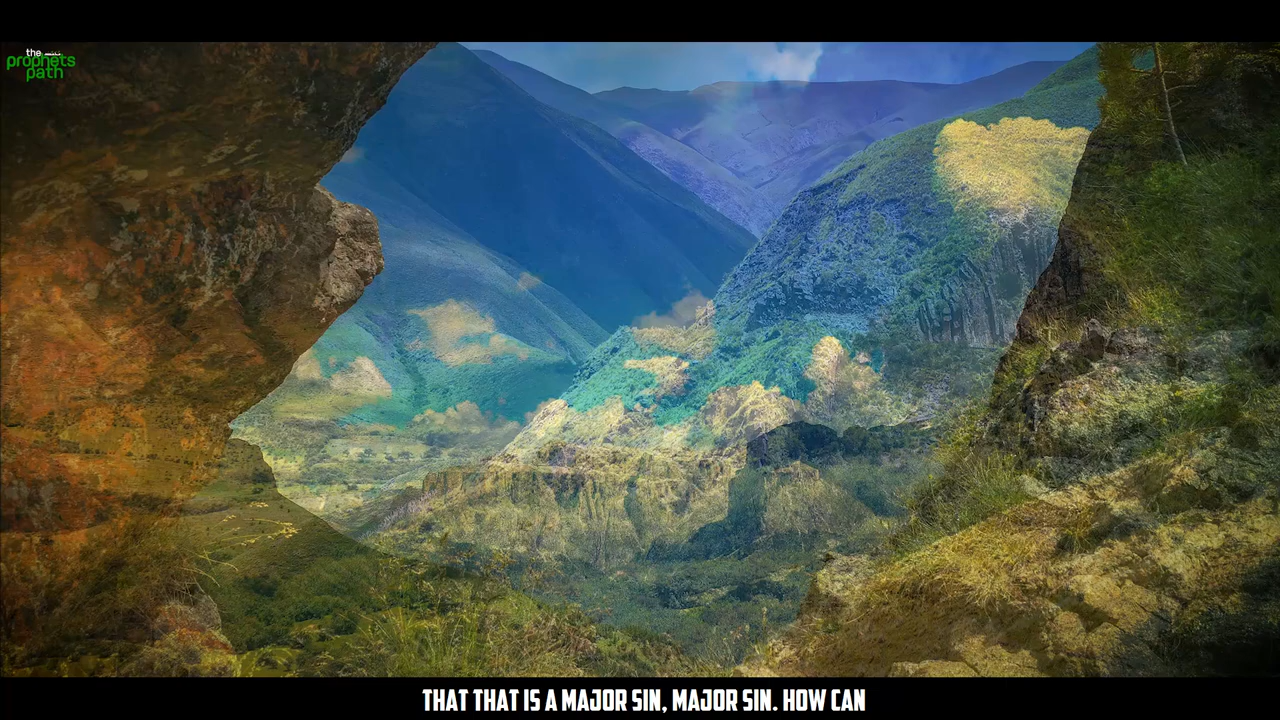 the
prophets
path
THAT THAT IS A MAJOR SIN, MAJOR SIN. HOW CAN